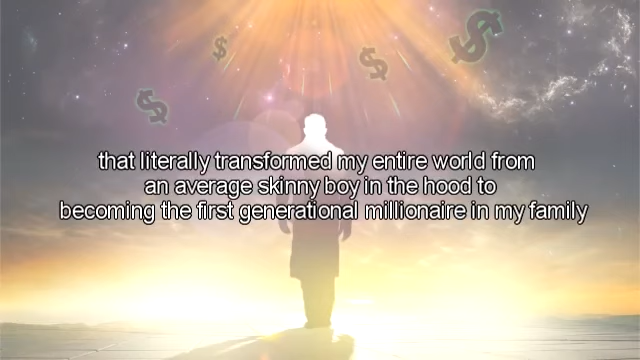 that literally transformed my entire world from
an average skinny boy in the hood to
becoming the first generational millionaire in my family